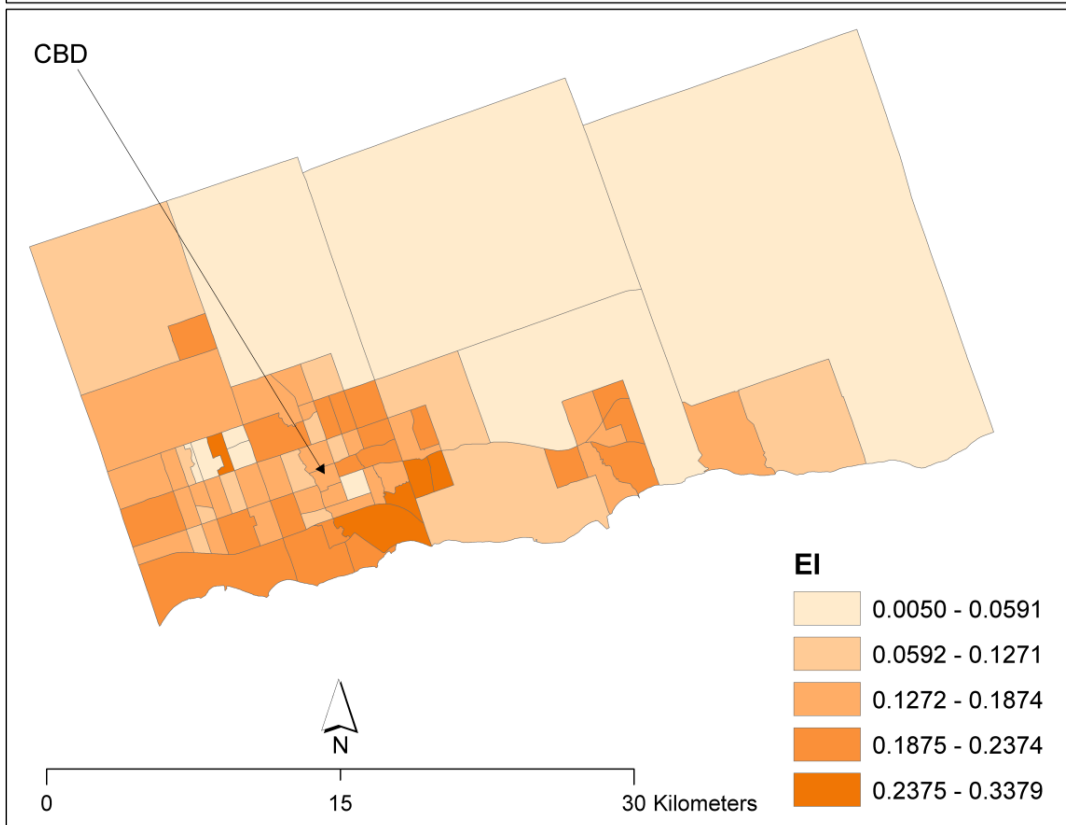 CBD
EI
0.0050 - 0.0591
0.0592 - 0.1271
0.1272 - 0.1874
0.1875 - 0.2374
0.2375 - 0.3379
N
0 15 30 Kilometers